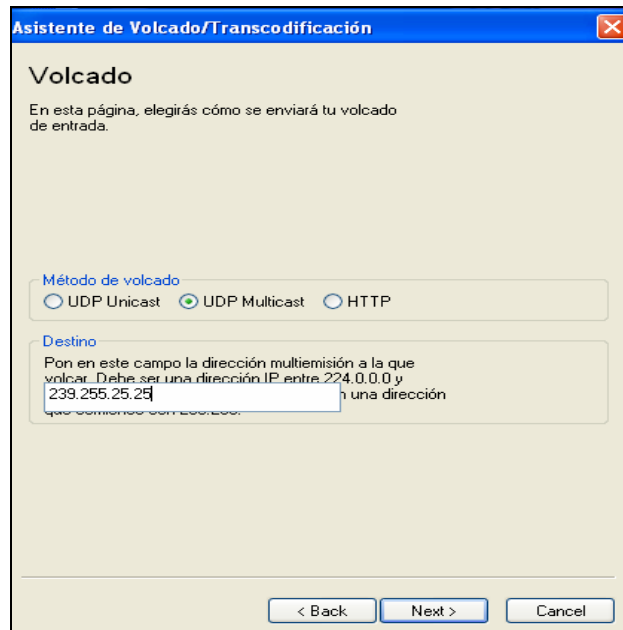 Asistente de Volcado/Transcodificación
Volcado
En esta página, elegirás cómo se enviará tu volcado
de entrada.
Método de volcado
UDP Unicast UDP Multicast HTTP
Destino
Pon en este campo la dirección multiemisión a la que
volcar. Debe ser una dirección IP entre 224.0.0.0 y
239.255.25.25 una dirección
< Back Next > Cancel